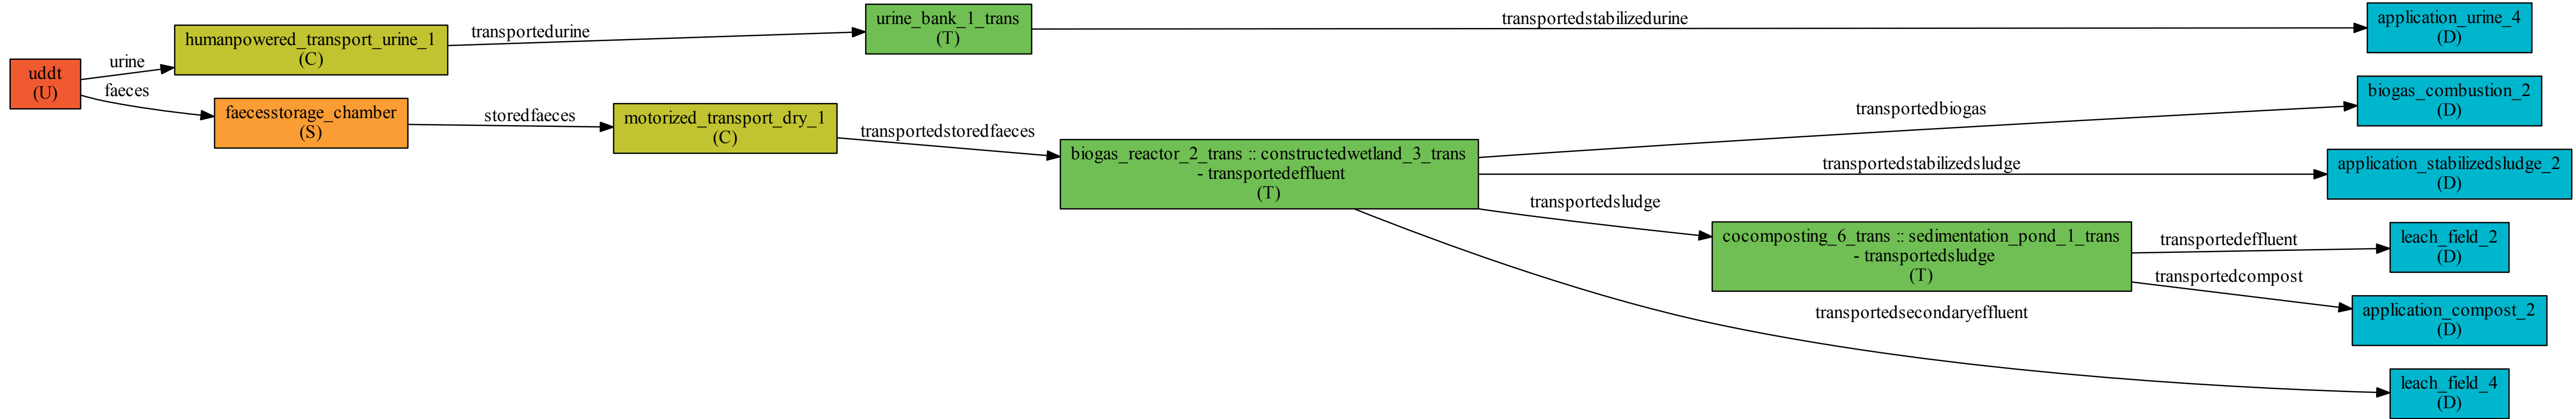 uddt
(U)
urine
faeces
humanpowered_transport_urine_1
(C)
faecesstorage_chamber
(S)
transportedurine
storedfaeces
urine_bank_1_trans
(T)
motorized_transport_dry_1
(C)
transportedstoredfaeces
biogas_reactor_2_trans :: constructedwetland_3_trans
- transportedeffluent
(T)
transportedstabilizedurine
transportedbiogas
transportedstabilizedsludge
transportedsludge
transportedsecondaryeffluent
cocomposting_6_trans :: sedimentation_pond_1_trans
- transportedsludge
(T)
transportedeffluent
transportedcompost
application_urine_4
(D)
biogas_combustion_2
(D)
application_stabilizedsludge_2
(D)
leach_field_2
(D)
application_compost_2
(D)
leach_field_4
(D)